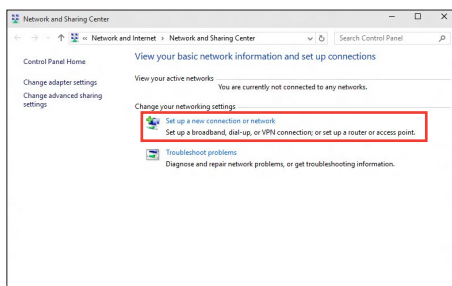 Network and Sharing Center
« Network and Internet › Network and Sharing Center
Search Control Panel
Control Panel Home
Change adapter settings
Change advanced sharing
settings
View your basic network information and set up connections
View your active networks
You are currently not connected to any networks.
Change your networking settings
Set up a new connection or network
Set up a broadband, dial-up, or VPN connection; or set up a router or access point.
Troubleshoot problems
Diagnose and repair network problems, or get troubleshooting information.